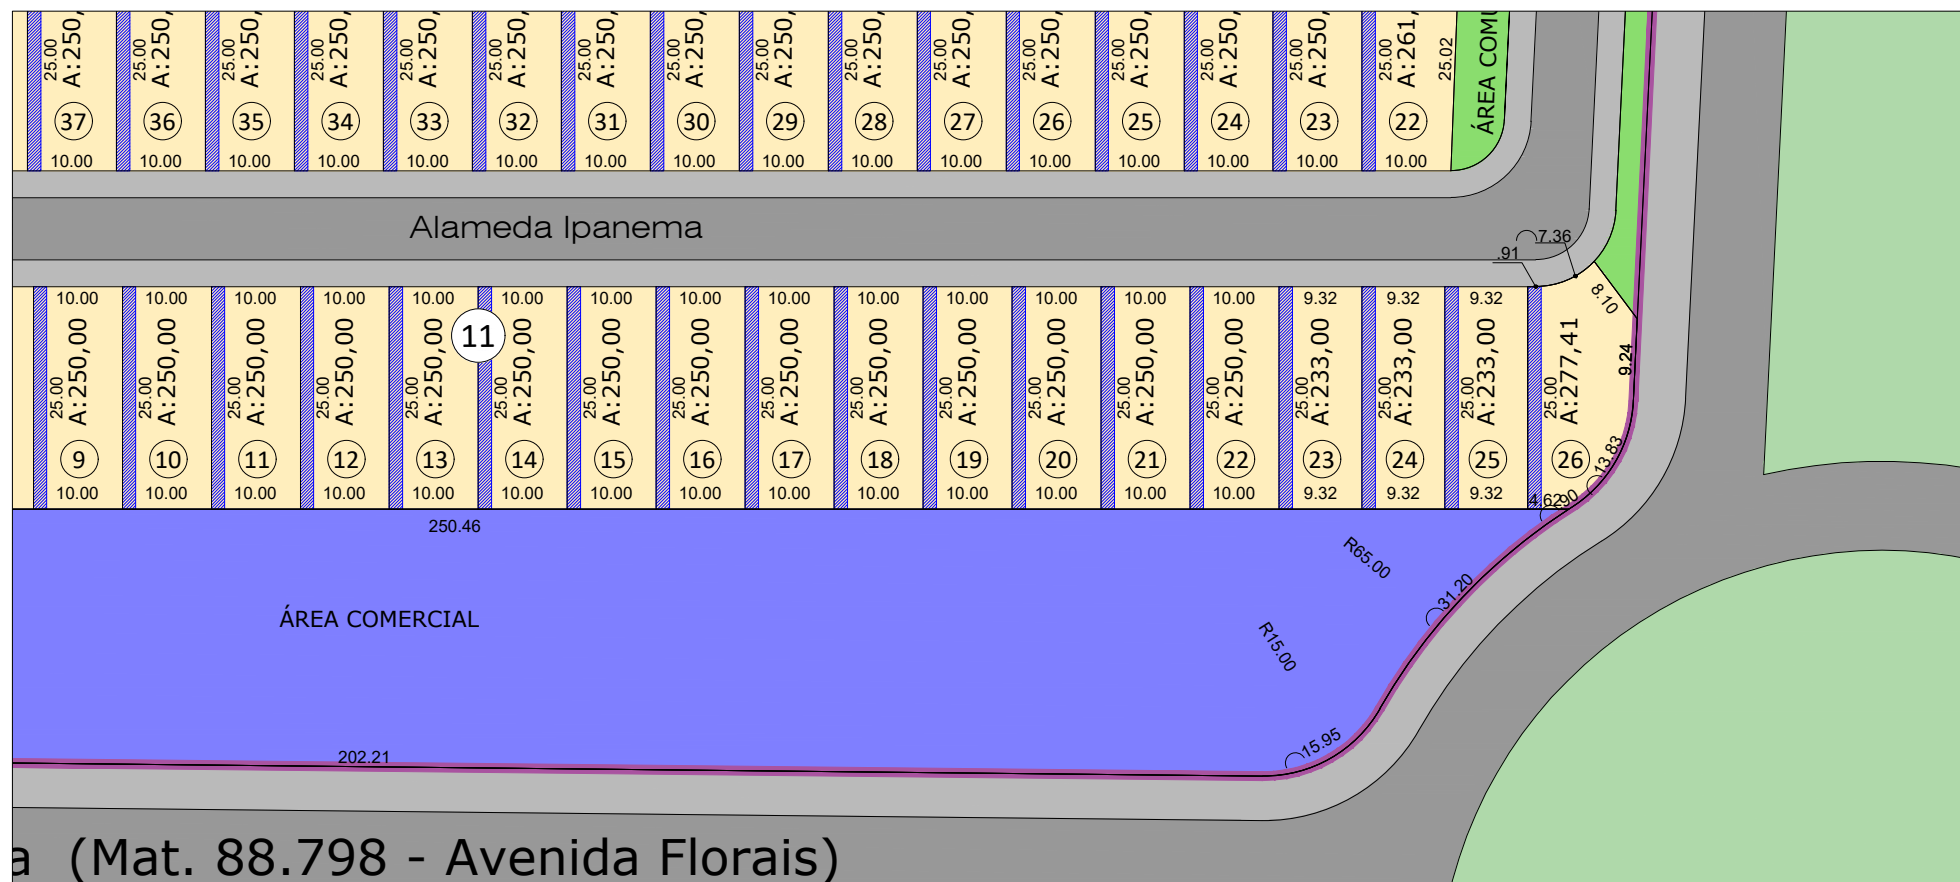 25.00 A:250, 25.00 A:250, 25.00 A:250, 25.00 A:250, 25.00 A:250, 25.00 A:250, 25.00 A:250, 25.00 A:250, 25.00 A:250, 25.00 A:250, 25.00 A:250, 25.00 A:250, 25.00 A:250, 25.00 A:250, 25.00 A:250, 25.00 A:261, 25.02
ÁREA COMU
37 36 35 34 33 32 31 30 29 28 27 26 25 24 23 22
10.00 10.00 10.00 10.00 10.00 10.00 10.00 10.00 10.00 10.00 10.00 10.00 10.00 10.00 10.00 10.00
Alameda Ipanema
7.36
.91
10.00 10.00 10.00 10.00 10.00 10.00 10.00 10.00 10.00 10.00 10.00 10.00 10.00 10.00 9.32 9.32 9.32
8.10
11
25.00 A:250,00 25.00 A:250,00 25.00 A:250,00 25.00 A:250,00 25.00 A:250,00 25.00 A:250,00 25.00 A:250,00 25.00 A:250,00 25.00 A:250,00 25.00 A:250,00 25.00 A:250,00 25.00 A:250,00 25.00 A:250,00 25.00 A:250,00 25.00 A:233,00 25.00 A:233,00 25.00 A:233,00 25.00 A:277,41
9.24
9 10 11 12 13 14 15 16 17 18 19 20 21 22 23 24 25 26
13.83
10.00 10.00 10.00 10.00 10.00 10.00 10.00 10.00 10.00 10.00 10.00 10.00 10.00 10.00 9.32 9.32 9.32
4.62
.90
250.46
R65.00
31.20
ÁREA COMERCIAL
R15.00
15.95
202.21
a (Mat. 88.798 - Avenida Florais)